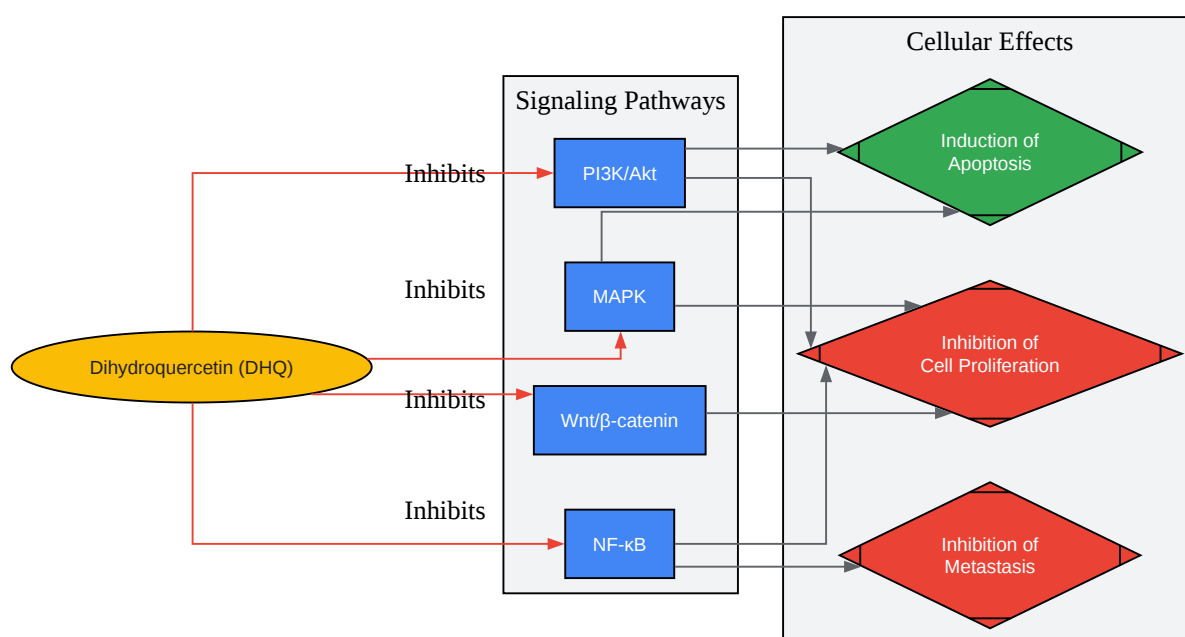 Cellular Effects
Signaling Pathways
Induction of
Apoptosis
Inhibits
PI3K/Akt
Inhibits
MAPK
Inhibition of
Cell Proliferation
Dihydroquercetin (DHQ)
Inhibits
Wnt/β-catenin
Inhibits
NF-κB
Inhibition of
Metastasis